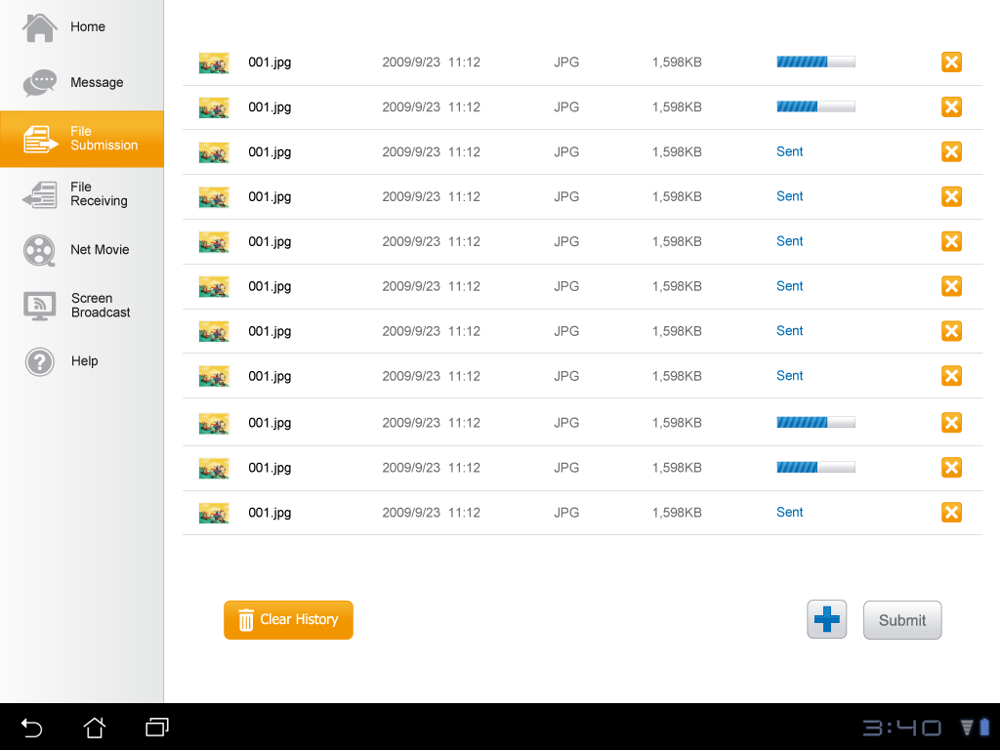 Home
Message
File
Submission
File
Receiving
Net Movie
Screen
Broadcast
Help
001.jpg 2009/9/23 11:12 JPG 1,598KB
001.jpg 2009/9/23 11:12 JPG 1,598KB
001.jpg 2009/9/23 11:12 JPG 1,598KB Sent
001.jpg 2009/9/23 11:12 JPG 1,598KB Sent
001.jpg 2009/9/23 11:12 JPG 1,598KB Sent
001.jpg 2009/9/23 11:12 JPG 1,598KB Sent
001.jpg 2009/9/23 11:12 JPG 1,598KB Sent
001.jpg 2009/9/23 11:12 JPG 1,598KB Sent
001.jpg 2009/9/23 11:12 JPG 1,598KB
001.jpg 2009/9/23 11:12 JPG 1,598KB
001.jpg 2009/9/23 11:12 JPG 1,598KB Sent
Clear History Submit
3:40